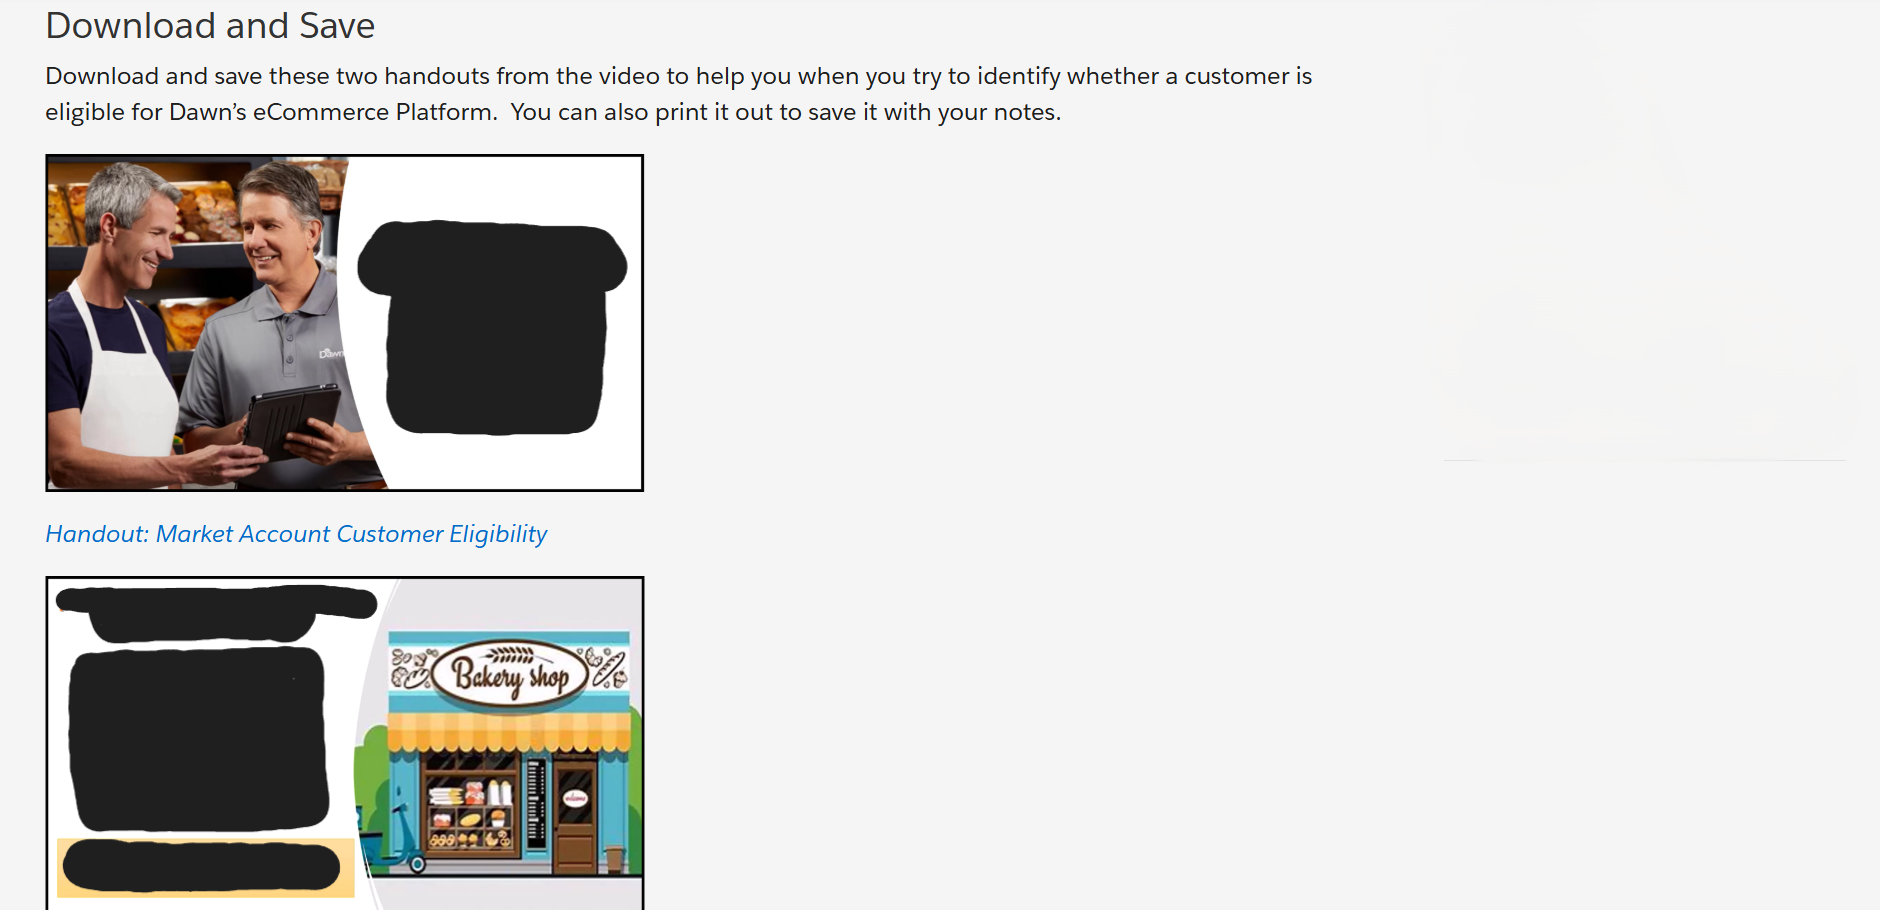 Download and Save
Download and save these two handouts from the video to help you when you try to identify whether a customer is
eligible for Dawn’s eCommerce Platform.  You can also print it out to save it with your notes.
Dawn
Handout: Market Account Customer Eligibility
Bakery shop
welcome